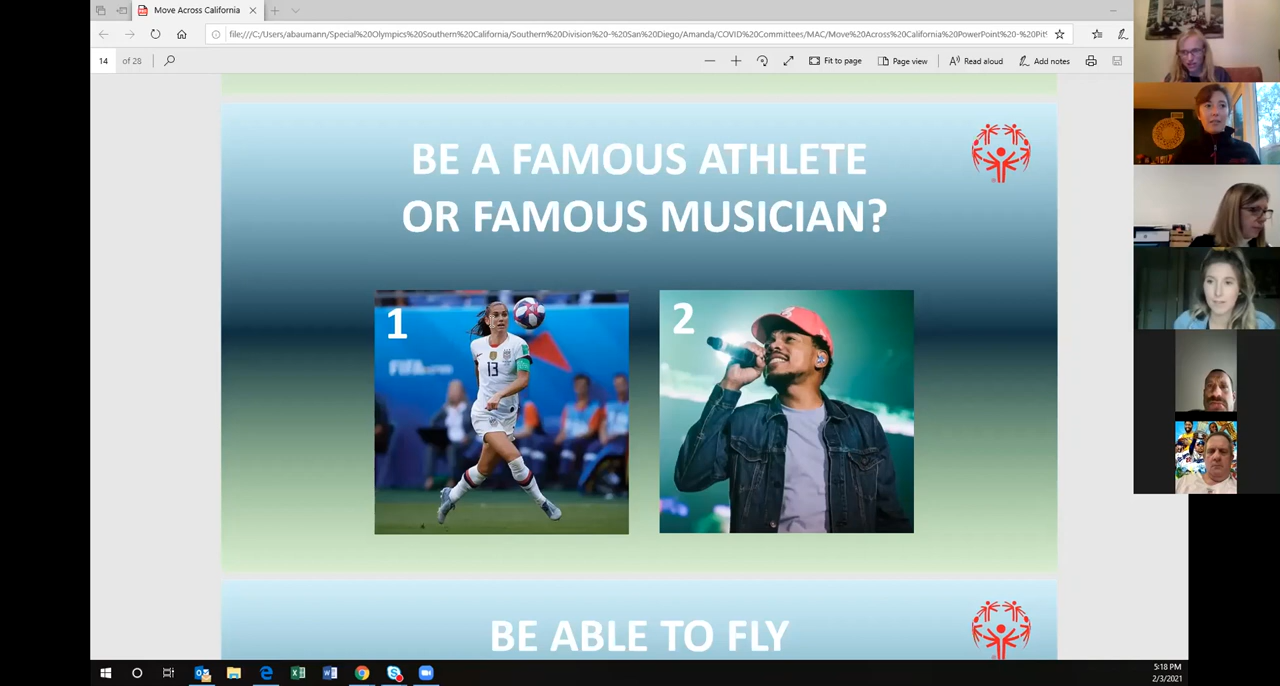 Move Across California
file:///C:/Users/abaumann/Special%20Olympics%20Southern%20California/Southern%20Division%20-%20San%20Diego/Amanda/COVID%20Committees/MAC/Move%20Across%20California%20PowerPoint%20-%20Pit
14 of 28
Fit to page
Page view
Read aloud
Add notes
BE A FAMOUS ATHLETE
OR FAMOUS MUSICIAN?
1
2
FIFA
13
BE ABLE TO FLY
5:18 PM
2/3/2021